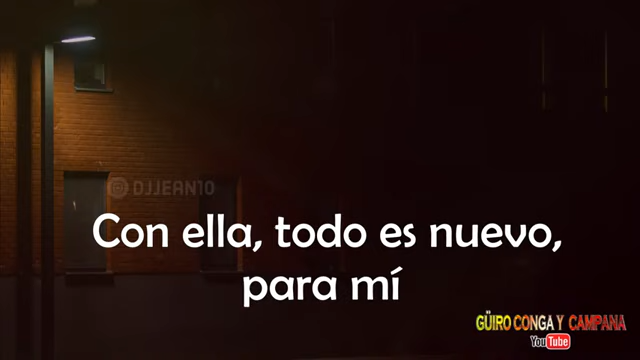 DJJEAN10
Con ella, todo es nuevo,
para mí
GÜIRO CONGA Y CAMPANA
YouTube